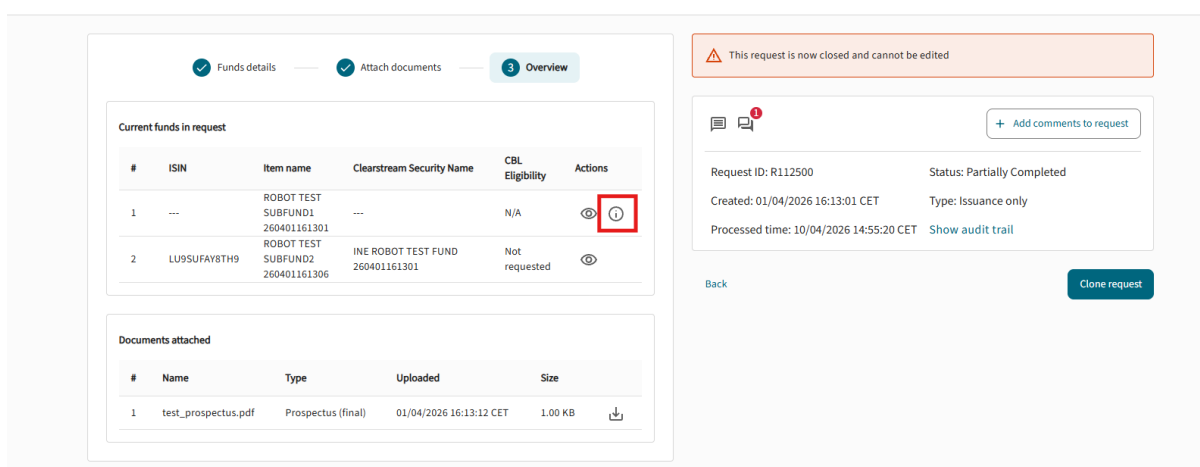 Funds details
Attach documents
3 Overview
Current funds in request
# ISIN Item name Clearstream Security Name CBL Eligibility Actions
1 --- ROBOT TEST SUBFUND1 260401161301 --- N/A
2 LU9SUFAY8TH9 ROBOT TEST SUBFUND2 260401161306 INE ROBOT TEST FUND 260401161301 Not requested
Documents attached
# Name Type Uploaded Size
1 test_prospectus.pdf Prospectus (final) 01/04/2026 16:13:12 CET 1.00 KB
This request is now closed and cannot be edited
1
+ Add comments to request
Request ID: R112500 Status: Partially Completed
Created: 01/04/2026 16:13:01 CET Type: Issuance only
Processed time: 10/04/2026 14:55:20 CET Show audit trail
Back
Clone request